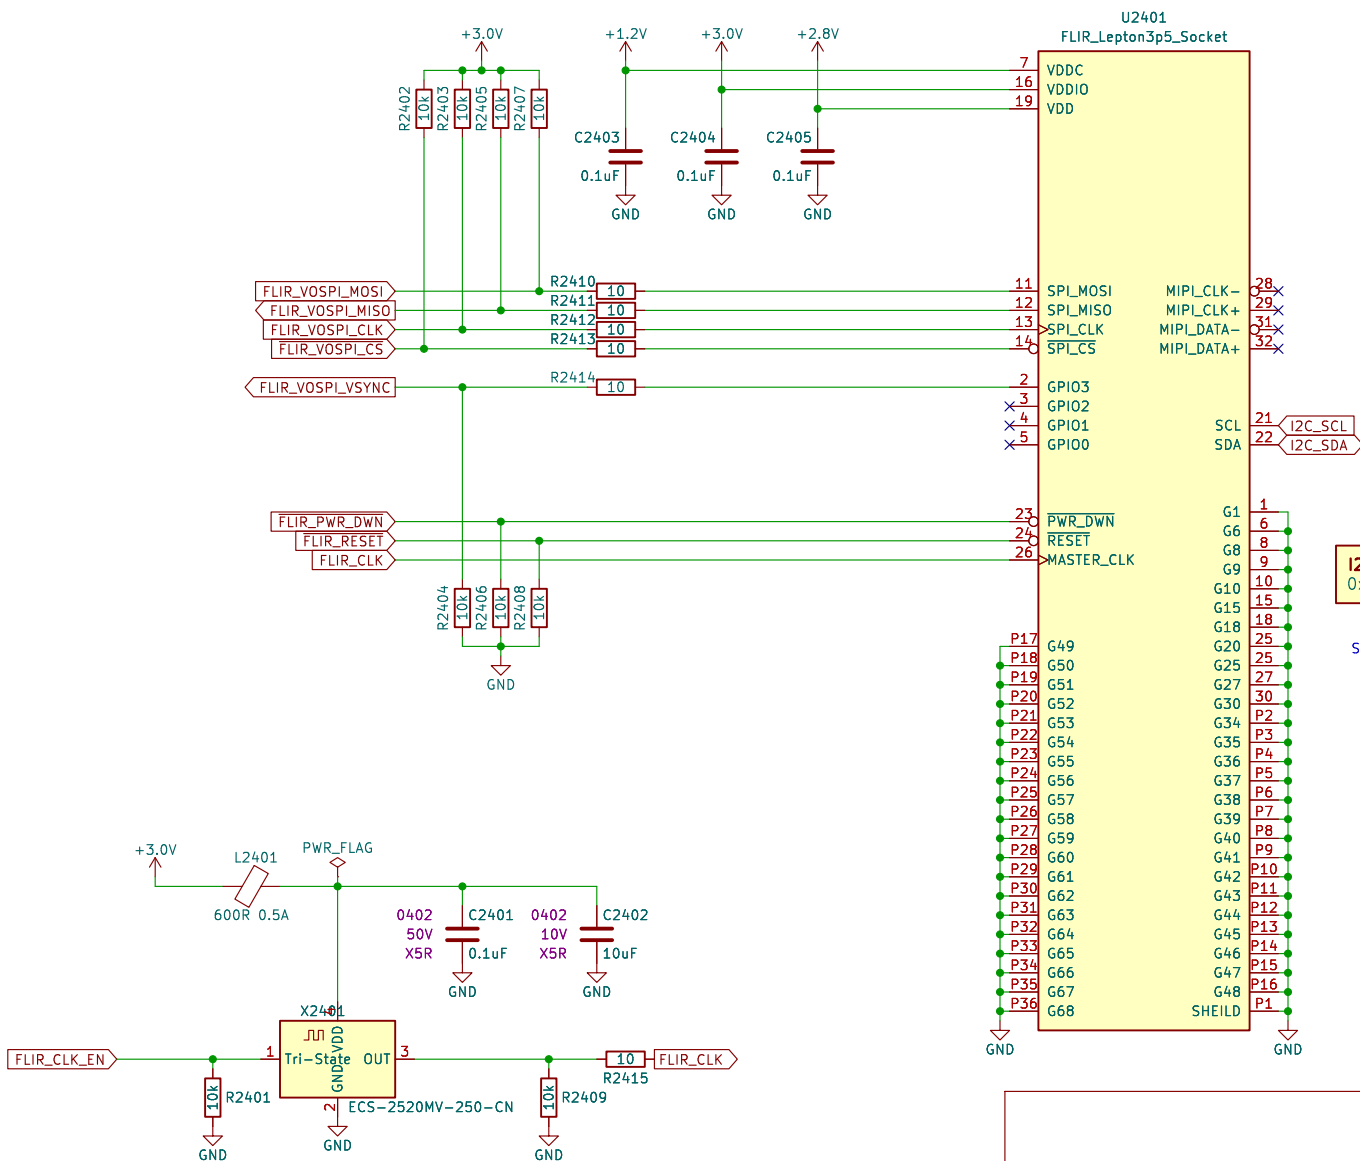 U2401
FLIR_Lepton3p5_Socket
+3.0V
+1.2V
+3.0V
+2.8V
R2402 10k
R2403 10k
R2405 10k
R2407 10k
C2403
0.1uF
GND
C2404
0.1uF
GND
C2405
0.1uF
GND
7 VDDC
16 VDDIO
19 VDD
FLIR_VOSPI_MOSI
R2410
10
11 SPI_MOSI
FLIR_VOSPI_MISO
R2411
10
12 SPI_MISO
FLIR_VOSPI_CLK
R2412
10
13 SPI_CLK
FLIR_VOSPI_CS
R2413
10
14 SPI_CS
FLIR_VOSPI_VSYNC
R2414
10
2 GPIO3
3 GPIO2
4 GPIO1
5 GPIO0
MIPI_CLK- 28
MIPI_CLK+ 29
MIPI_DATA- 31
MIPI_DATA+ 32
SCL 21 I2C_SCL
SDA 22 I2C_SDA
FLIR_PWR_DWN
23 PWR_DWN
FLIR_RESET
24 RESET
FLIR_CLK
26 MASTER_CLK
R2404 10k
R2406 10k
R2408 10k
GND
G1 1
G6 6
G8 8
G9 9
G10 10
G15 15
G18 18
G20 25
G25 25
G27 27
G30 30
G34 P2
G35 P3
G36 P4
G37 P5
G38 P6
G39 P7
G40 P8
G41 P9
G42 P10
G43 P11
G44 P12
G45 P13
G46 P14
G47 P15
G48 P16
SHEILD P1
GND
P17 G49
P18 G50
P19 G51
P20 G52
P21 G53
P22 G54
P23 G55
P24 G56
P25 G57
P26 G58
P27 G59
P28 G60
P29 G61
P30 G62
P31 G63
P32 G64
P33 G65
P34 G66
P35 G67
P36 G68
GND
+3.0V
L2401
600R 0.5A
PWR_FLAG
0402
50V
X5R
C2401
0.1uF
GND
0402
10V
X5R
C2402
10uF
GND
X2401
4 VDD
FLIR_CLK_EN
1 Tri-State
OUT 3
GND 2
ECS-2520MV-250-CN
GND
10k R2401
GND
10k R2409
GND
10
R2415
FLIR_CLK